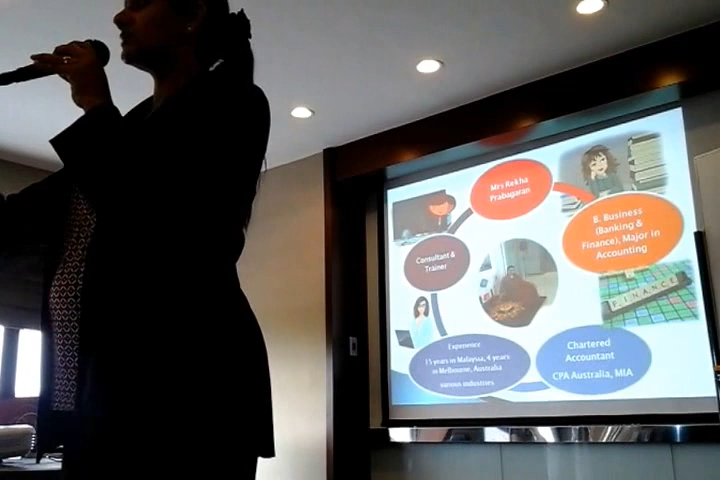 Mrs Rekha
Prabagaran
B. Business
(Banking &
Finance), Major in
Accounting
FINANCE
Chartered
Accountant
CPA Australia, MIA
Experience
15 years in Malaysia, 4 years
in Melbourne, Australia
various industries
Consultant &
Trainer